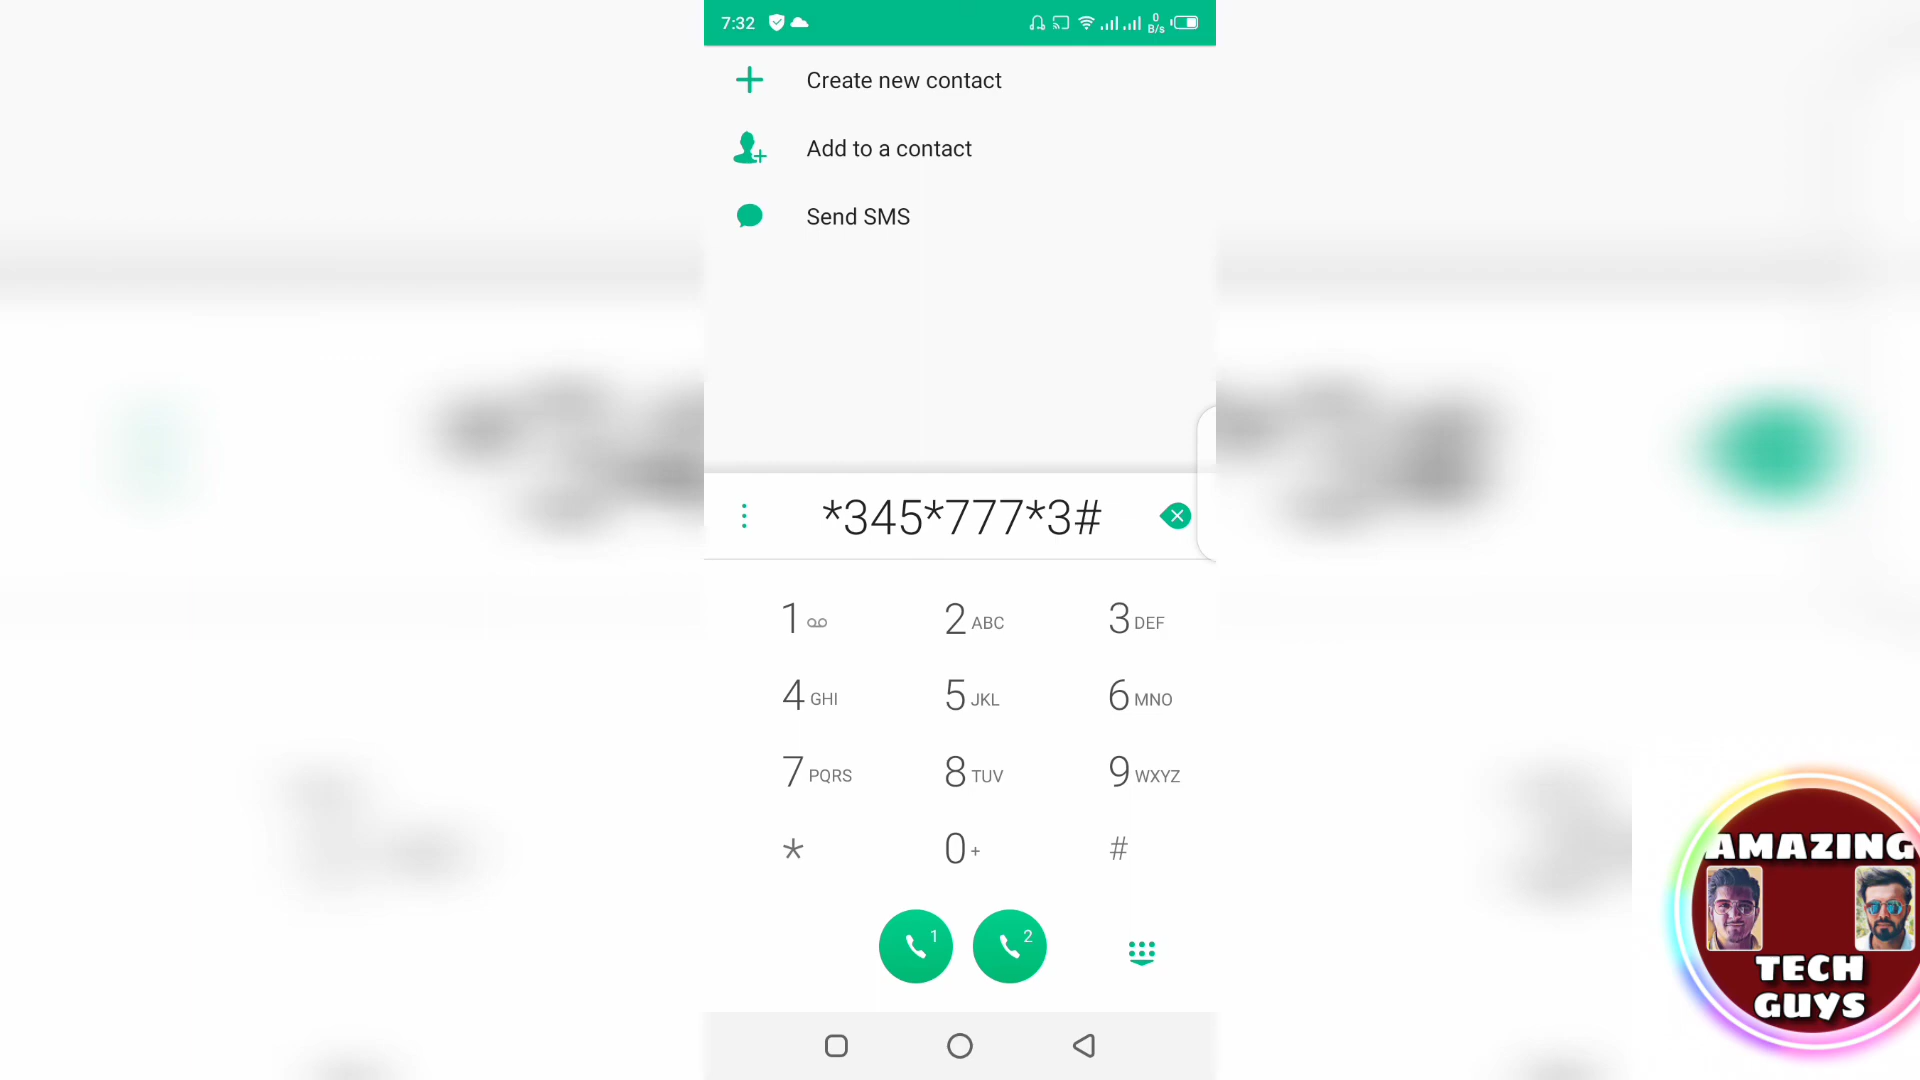 7:32
0
B/s
Create new contact
Add to a contact
Send SMS
*345*777*3#
1
2 ABC
3 DEF
4 GHI
5 JKL
6 MNO
7 PQRS
8 TUV
9 WXYZ
*
0 +
#
1
2
AMAZING
TECH
GUYS